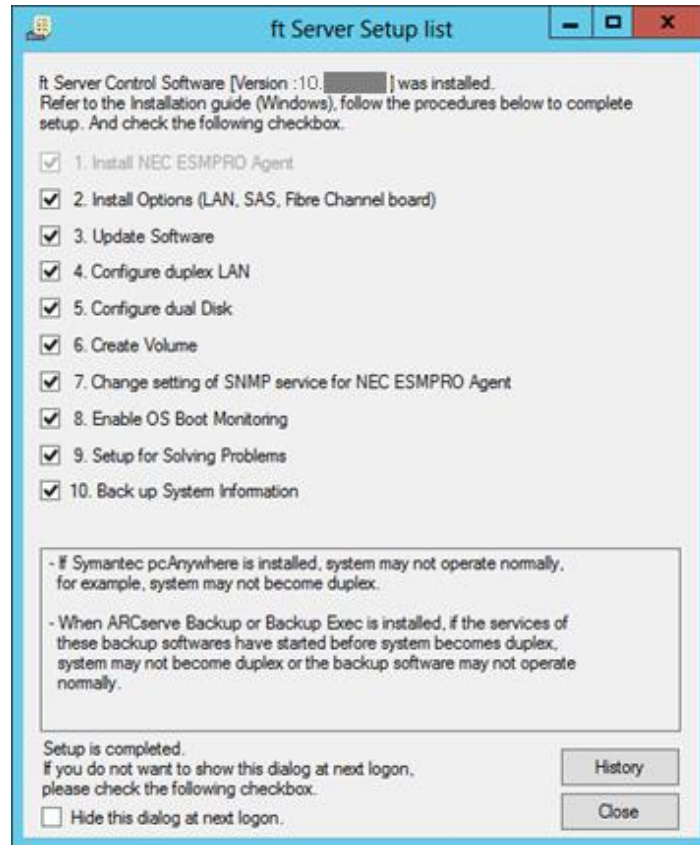 ft Server Setup list
ft Server Control Software [Version :10. ] was installed.
Refer to the Installation guide (Windows), follow the procedures below to complete
setup. And check the following checkbox.
1. Install NEC ESMPRO Agent
2. Install Options (LAN, SAS, Fibre Channel board)
3. Update Software
4. Configure duplex LAN
5. Configure dual Disk
6. Create Volume
7. Change setting of SNMP service for NEC ESMPRO Agent
8. Enable OS Boot Monitoring
9. Setup for Solving Problems
10. Back up System Information
- If Symantec pcAnywhere is installed, system may not operate normally,
for example, system may not become duplex.
- When ARCserve Backup or Backup Exec is installed, if the services of
these backup softwares have started before system becomes duplex,
system may not become duplex or the backup software may not operate
normally.
Setup is completed.
If you do not want to show this dialog at next logon,
please check the following checkbox.
Hide this dialog at next logon.
History
Close